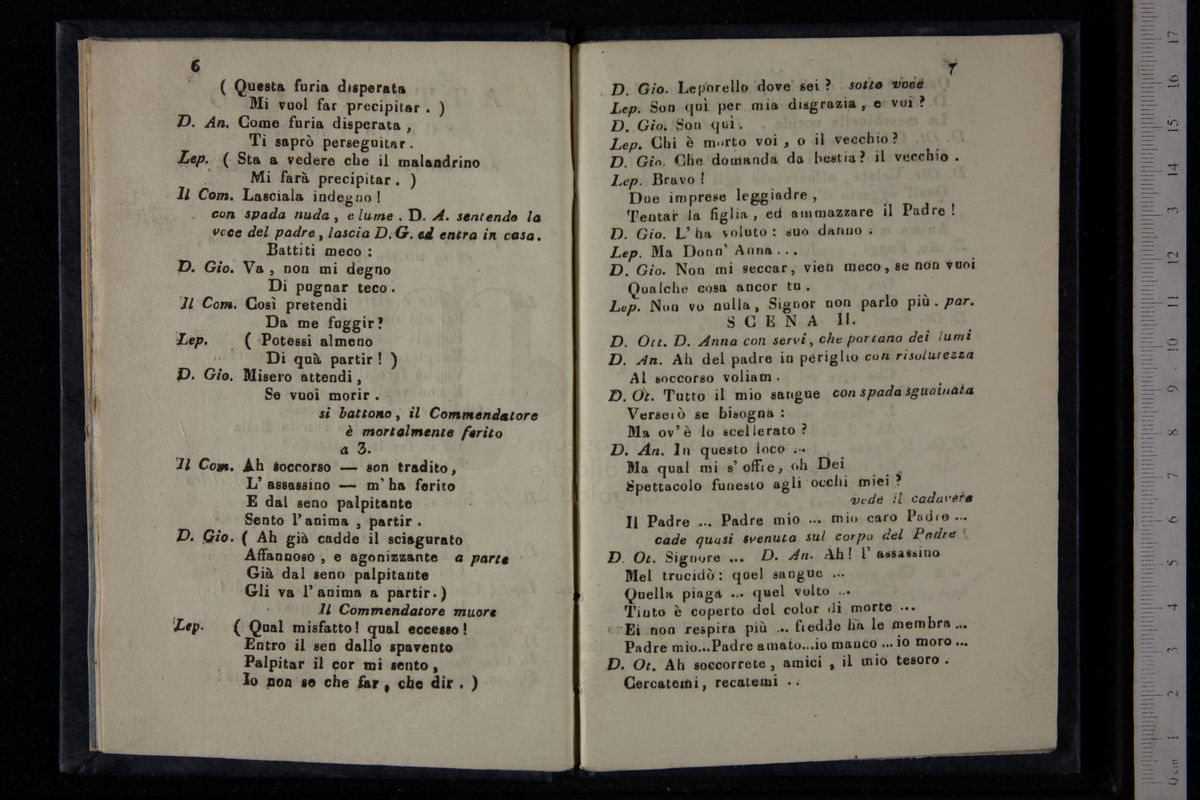 6
( Questa furia disperata
Mi vuol far precipitar . )
D. An. Come furia disperata ,
Ti saprò perseguitar .
Lep. ( Sta a vedere che il malandrino
Mi farà precipitar . )
Il Com. Lasciala indegno !
con spada nuda , e lume . D. A. sentendo la
voce del padre , lascia D. G. ed entra in casa .
Battiti meco :
D. Gio. Va , non mi degno
Di pugnar teco .
Il Com. Così pretendi
Da me fuggir ?
Lep. ( Potessi almeno
Di quà partir ! )
D. Gio. Misero attendi ,
Se vuoi morir .
si battono , il Commendatore
è mortalmente ferito
a 3.
Il Com. Ah soccorso — son tradito ,
L' assassino — m' ha ferito
E dal seno palpitante
Sento l' anima , partir .
D. Gio. ( Ah già cadde il sciagurato
Affannoso , e agonizzante a parte
Già dal seno palpitante
Gli va l' anima a partir . )
Il Commendatore muore
Lep. ( Qual misfatto ! qual eccesso !
Entro il sen dallo spavento
Palpitar il cor mi sento ,
Io non so che far , che dir . )
7
D. Gio. Leporello dove sei ? sotto voce
Lep. Son quì per mia disgrazia , e voi ?
D. Gio. Son quì .
Lep. Chi è morto voi , o il vecchio ?
D. Gio. Che domanda da bestia ? il vecchio .
Lep. Bravo !
Due imprese leggiadre ,
Tentar la figlia , ed ammazzare il Padre !
D. Gio. L' ha voluto : suo danno .
Lep. Ma Donn' Anna ...
D. Gio. Non mi seccar , vien meco , se non vuoi
Qualche cosa ancor tu .
Lep. Non vo nulla , Signor non parlo più . par.
SCENA II.
D. Ott. D. Anna con servi , che portano dei lumi
D. An. Ah del padre in periglio con risolutezza
Al soccorso voliam .
D. Ot. Tutto il mio sangue con spada sguainata
Verserò se bisogna :
Ma ov' è lo scellerato ?
D. An. In questo loco ...
Ma qual mi s' offre , oh Dei
Spettacolo funesto agli occhi miei ?
vede il cadavere
Il Padre ... Padre mio ... mio caro Padre ...
cade quasi svenuta sul corpo del Padre
D. Ot. Signore ... D. An. Ah ! l' assassino
Mel trucidò : quel sangue ...
Quella piaga ... quel volto ...
Tinto è coperto del color di morte ...
Ei non respira più ... fredde ha le membra ...
Padre mio ... Padre amato ... io manco ... io moro ...
D. Ot. Ah soccorrete , amici , il mio tesoro .
Cercatemi , recatemi ..